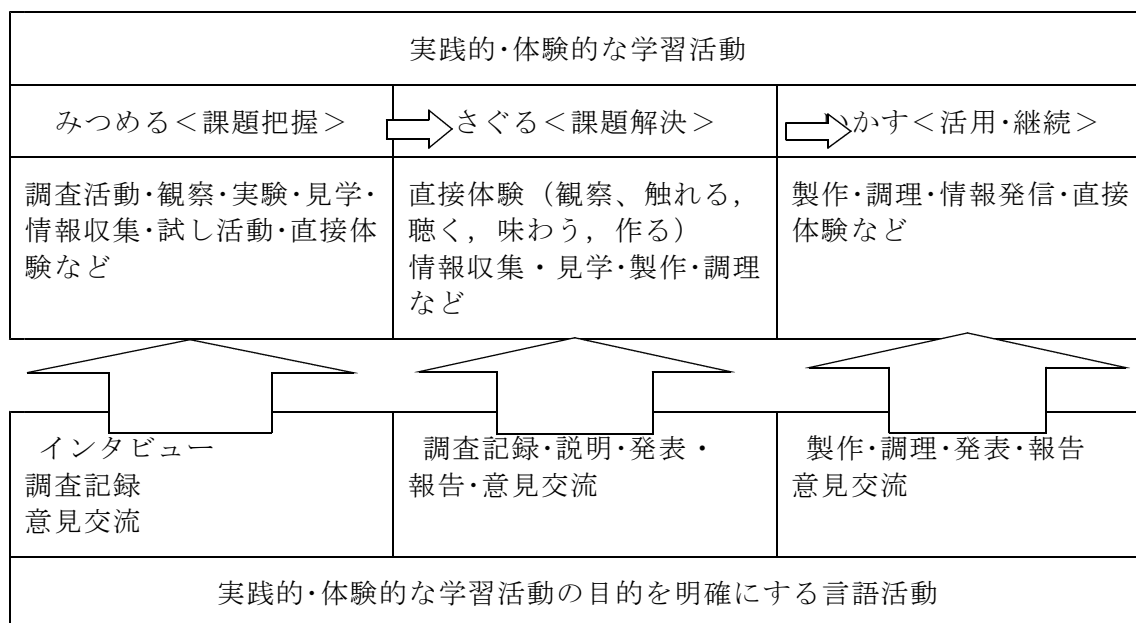 実践的･体験的な学習活動
みつめる＜課題把握＞
さぐる＜課題解決＞
かす＜活用･継続＞
調査活動･観察･実験･見学･
情報収集･試し活動･直接体
験など
直接体験（観察、触れる，
聴く，味わう，作る）
情報収集・見学･製作･調理
など
製作･調理･情報発信･直接
体験など
インタビュー
調査記録
意見交流
調査記録･説明･発表・
報告･意見交流
製作･調理･発表･報告
意見交流
実践的･体験的な学習活動の目的を明確にする言語活動